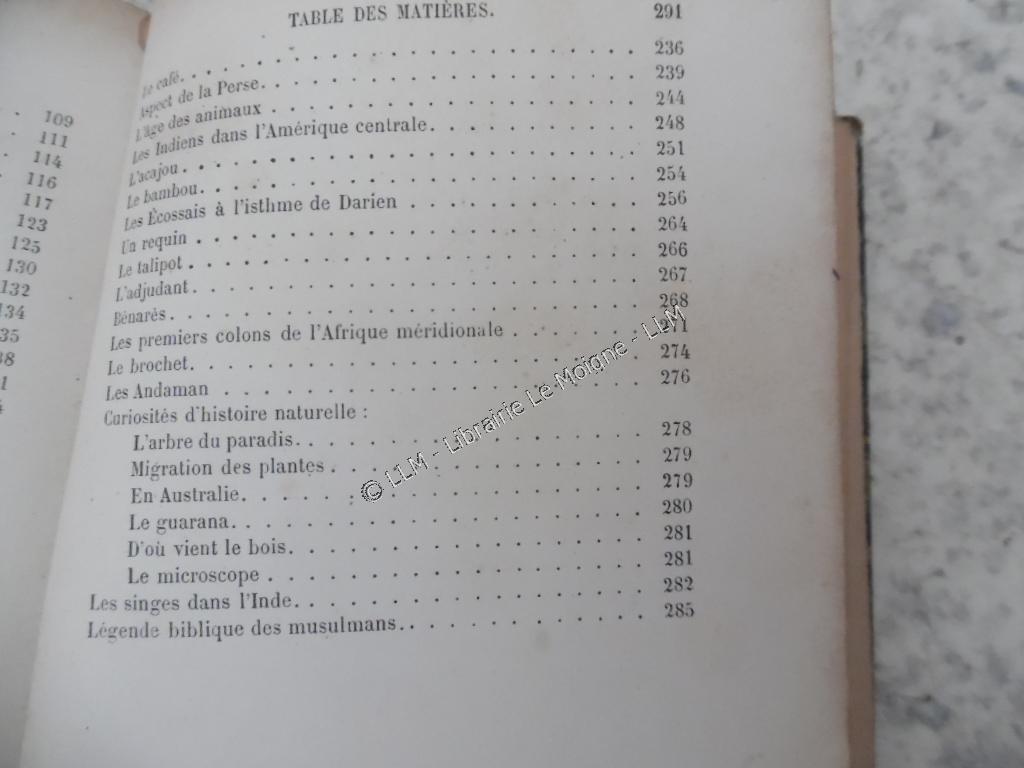 109
111
114
116
117
123
125
130
132
134
35
38
TABLE DES MATIÈRES. 291
Le café. 236
Aspect de la Perse. 239
L'âge des animaux 244
Les Indiens dans l'Amérique centrale. 248
L'acajou. 251
Le bambou. 254
Les Écossais à l'isthme de Darien 256
Un requin 264
Le talipot. 266
L'adjudant. 267
Bénarès. 268
Les premiers colons de l'Afrique méridionale 271
Le brochet. 274
Les Andaman 276
Curiosités d'histoire naturelle :
L'arbre du paradis. 278
Migration des plantes 279
En Australie. 279
Le guarana. 280
D'où vient le bois. 281
Le microscope 281
Les singes dans l'Inde. 282
Légende biblique des musulmans. 285
© LLM - Librairie Le Moigne - LLM